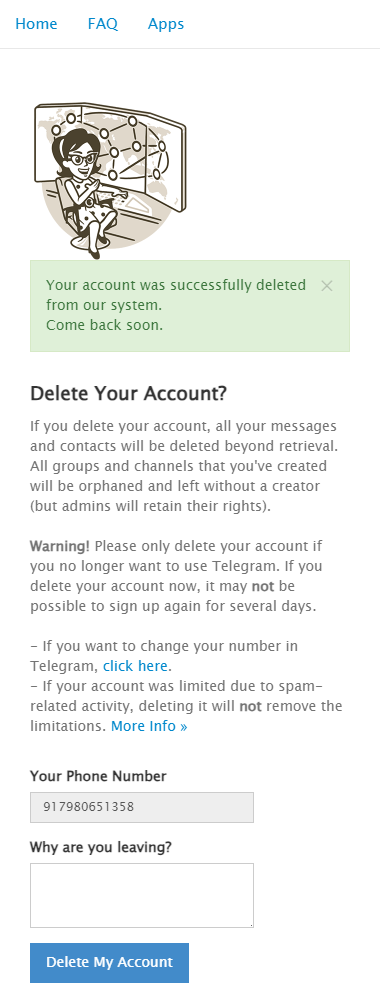 Home FAQ Apps
Your account was successfully deleted ×
from our system.
Come back soon.
Delete Your Account?
If you delete your account, all your messages
and contacts will be deleted beyond retrieval.
All groups and channels that you've created
will be orphaned and left without a creator
(but admins will retain their rights).
Warning! Please only delete your account if
you no longer want to use Telegram. If you
delete your account now, it may not be
possible to sign up again for several days.
- If you want to change your number in
Telegram, click here.
- If your account was limited due to spam-
related activity, deleting it will not remove the
limitations. More Info »
Your Phone Number
917980651358
Why are you leaving?
Delete My Account